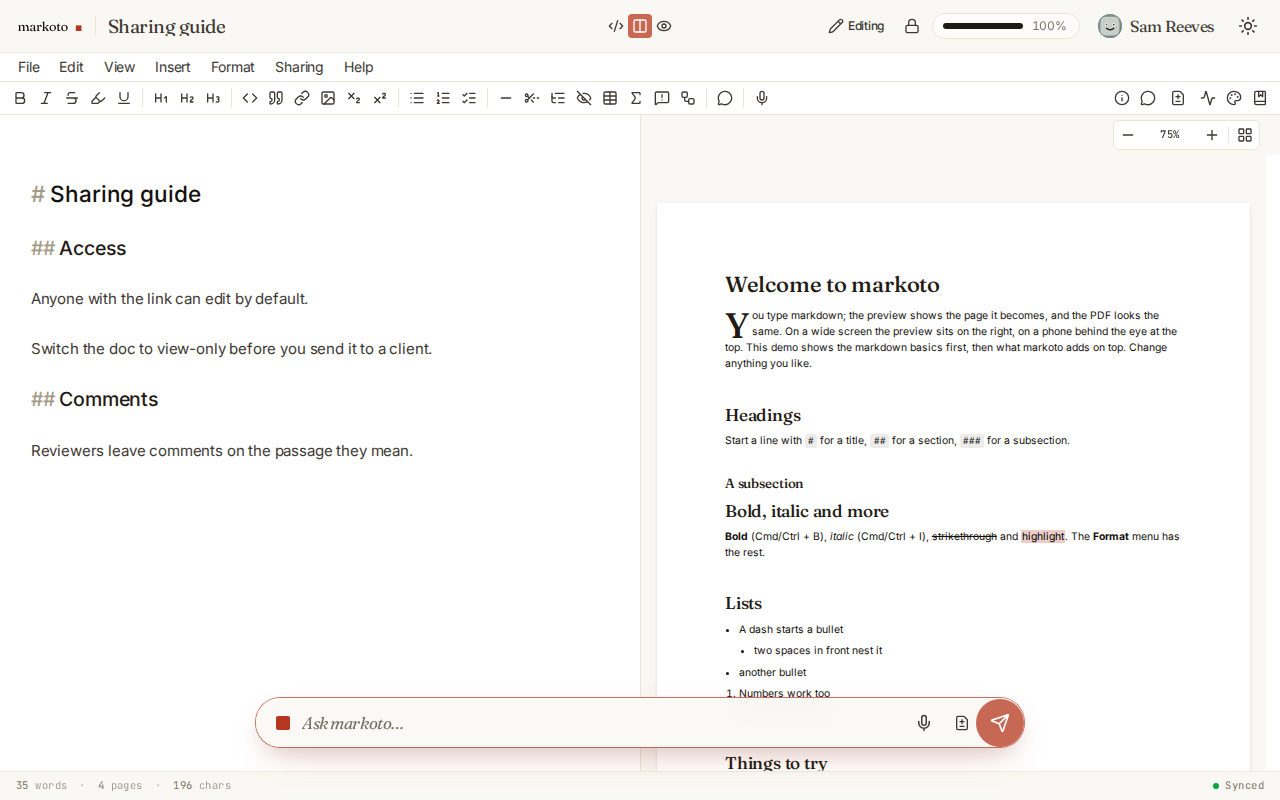 markoto
Sharing guide
Editing
100%
Sam Reeves
File Edit View Insert Format Sharing Help
H1 H2 H3
75%
# Sharing guide
## Access
Anyone with the link can edit by default.
Switch the doc to view-only before you send it to a client.
## Comments
Reviewers leave comments on the passage they mean.
Welcome to markoto
You type markdown; the preview shows the page it becomes, and the PDF looks the
same. On a wide screen the preview sits on the right, on a phone behind the eye at the
top. This demo shows the markdown basics first, then what markoto adds on top. Change
anything you like.
Headings
Start a line with # for a title, ## for a section, ### for a subsection.
A subsection
Bold, italic and more
Bold (Cmd/Ctrl + B), italic (Cmd/Ctrl + I), strikethrough and highlight. The Format menu has
the rest.
Lists
• A dash starts a bullet
• two spaces in front nest it
• another bullet
1. Numbers work too
Things to try
Ask markoto...
35 words · 4 pages · 196 chars
Synced